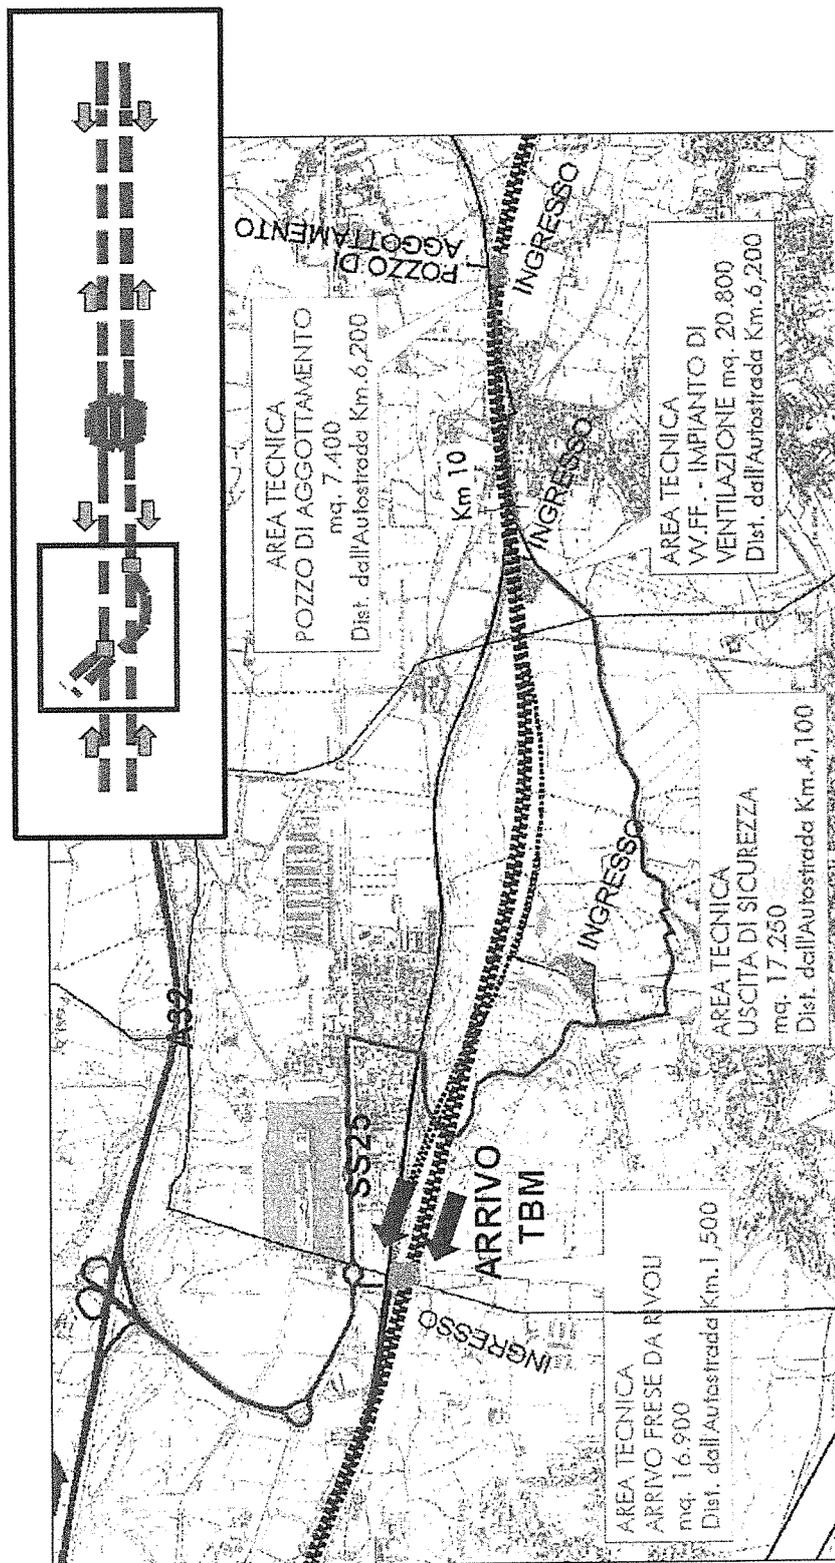 POZZO DI
AGGOTTAMENTO
INGRESSO
AREA TECNICA
POZZO DI AGGOTTAMENTO
mq. 7.400
Dist. dall'Autostrada Km.6,200
Km 10
INGRESSO
AREA TECNICA
W.FF. - IMPIANTO DI
VENTILAZIONE mq. 20.800
Dist. dall'Autostrada Km.6,200
A32
INGRESSO
AREA TECNICA
USCITA DI SICUREZZA
mq. 17.250
Dist. dall'Autostrada Km.4,100
SS25
ARRIVO
TBM
INGRESSO
AREA TECNICA
ARRIVO FRESE DA RIVOLI
mq. 16.900
Dist. dall'Autostrada Km.1,500